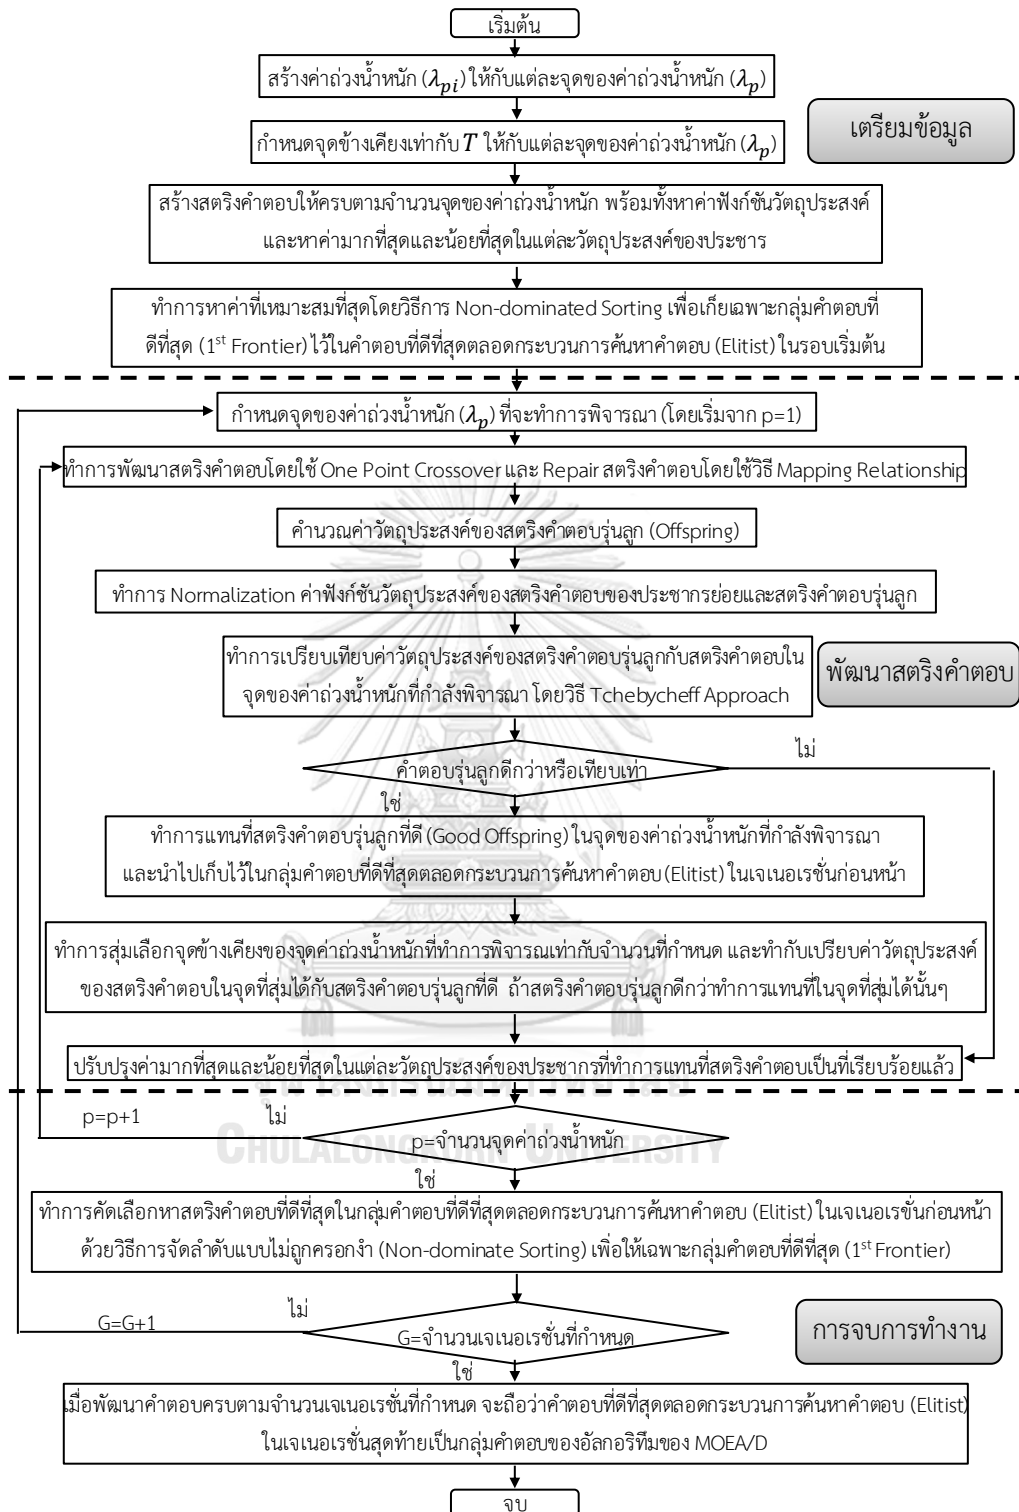 เริ่มต้น
สร้างค่าถ่วงน้ำหนัก (λpi) ให้กับแต่ละจุดของค่าถ่วงน้ำหนัก (λp)
เตรียมข้อมูล
กำหนดจุดข้างเคียงเท่ากับ T ให้กับแต่ละจุดของค่าถ่วงน้ำหนัก (λp)
สร้างสตริงคำตอบให้ครบตามจำนวนจุดของค่าถ่วงน้ำหนัก พร้อมทั้งหาค่าฟังก์ชันวัตถุประสงค์
และหาค่ามากที่สุดและน้อยที่สุดในแต่ละวัตถุประสงค์ของประชาร
ทำการหาค่าที่เหมาะสมที่สุดโดยวิธีการ Non-dominated Sorting เพื่อเก็ยเฉพาะกลุ่มคำตอบที่
ดีที่สุด (1st Frontier) ไว้ในคำตอบที่ดีที่สุดตลอดกระบวนการค้นหาคำตอบ (Elitist) ในรอบเริ่มต้น
กำหนดจุดของค่าถ่วงน้ำหนัก (λp) ที่จะทำการพิจารณา (โดยเริ่มจาก p=1)
ทำการพัฒนาสตริงคำตอบโดยใช้ One Point Crossover และ Repair สตริงคำตอบโดยใช้วิธี Mapping Relationship
คำนวณค่าวัตถุประสงค์ของสตริงคำตอบรุ่นลูก (Offspring)
ทำการ Normalization ค่าฟังก์ชันวัตถุประสงค์ของสตริงคำตอบของประชากรย่อยและสตริงคำตอบรุ่นลูก
ทำการเปรียบเทียบค่าวัตถุประสงค์ของสตริงคำตอบรุ่นลูกกับสตริงคำตอบใน
จุดของค่าถ่วงน้ำหนักที่กำลังพิจารณา โดยวิธี Tchebycheff Approach
พัฒนาสตริงคำตอบ
คำตอบรุ่นลูกดีกว่าหรือเทียบเท่า
ไม่
ใช่
ทำการแทนที่สตริงคำตอบรุ่นลูกที่ดี (Good Offspring) ในจุดของค่าถ่วงน้ำหนักที่กำลังพิจารณา
และนำไปเก็บไว้ในกลุ่มคำตอบที่ดีที่สุดตลอดกระบวนการค้นหาคำตอบ (Elitist) ในเจเนอเรชั่นก่อนหน้า
ทำการสุ่มเลือกจุดข้างเคียงของจุดค่าถ่วงน้ำหนักที่ทำการพิจารณเท่ากับจำนวนที่กำหนด และทำกับเปรียบค่าวัตถุประสงค์
ของสตริงคำตอบในจุดที่สุ่มได้กับสตริงคำตอบรุ่นลูกที่ดี ถ้าสตริงคำตอบรุ่นลูกดีกว่าทำการแทนที่ในจุดที่สุ่มได้นั้นๆ
ปรับปรุงค่ามากที่สุดและน้อยที่สุดในแต่ละวัตถุประสงค์ของประชากรที่ทำการแทนที่สตริงคำตอบเป็นที่เรียบร้อยแล้ว
จุฬาลงกรณ์มหาวิทยาลัย
p=p+1
ไม่
p=จำนวนจุดค่าถ่วงน้ำหนัก
CHULALONGKORN UNIVERSITY
ใช่
ทำการคัดเลือกหาสตริงคำตอบที่ดีที่สุดในกลุ่มคำตอบที่ดีที่สุดตลอดกระบวนการค้นหาคำตอบ (Elitist) ในเจเนอเรชั่นก่อนหน้า
ด้วยวิธีการจัดลำดับแบบไม่ถูกครอกงำ (Non-dominate Sorting) เพื่อให้เฉพาะกลุ่มคำตอบที่ดีที่สุด (1st Frontier)
G=G+1
ไม่
G=จำนวนเจเนอเรชั่นที่กำหนด
การจบการทำงาน
ใช่
เมื่อพัฒนาคำตอบครบตามจำนวนเจเนอเรชั่นที่กำหนด จะถือว่าคำตอบที่ดีที่สุดตลอดกระบวนการค้นหาคำตอบ (Elitist)
ในเจเนอเรชั่นสุดท้ายเป็นกลุ่มคำตอบของอัลกอริทึมของ MOEA/D
จบ